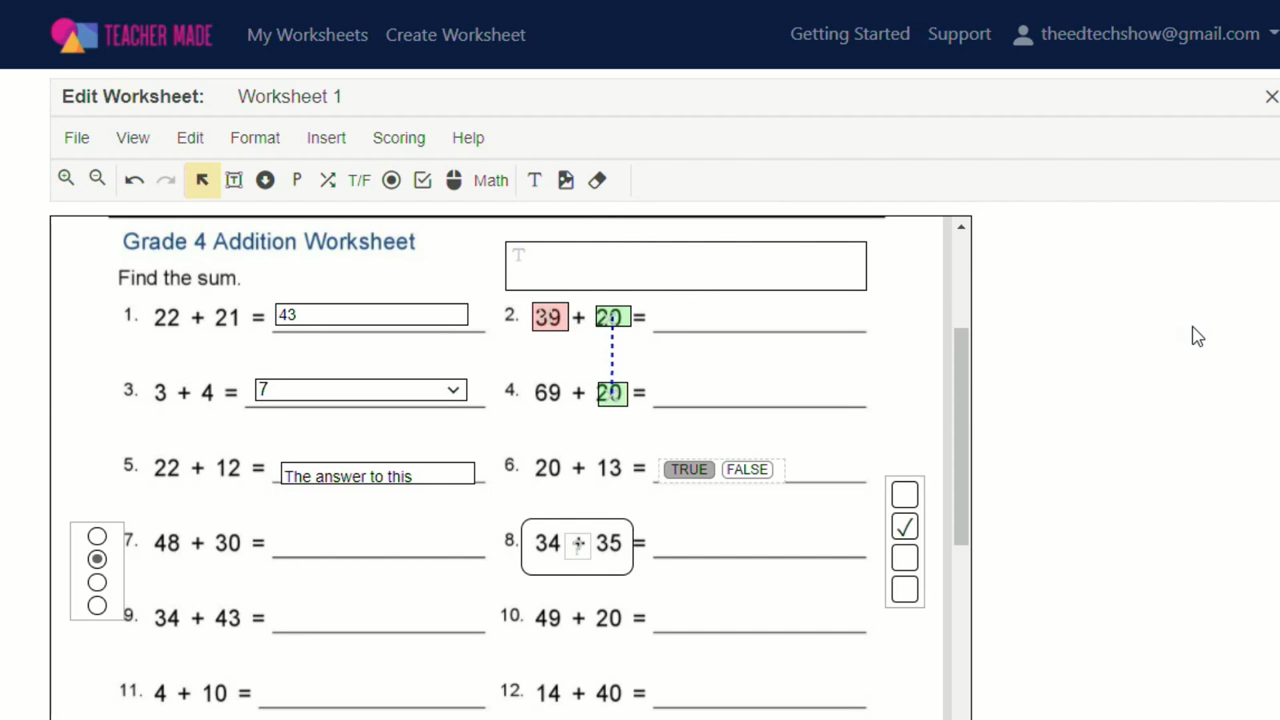 TEACHER MADE My Worksheets Create Worksheet Getting Started Support theedtechshow@gmail.com
Edit Worksheet: Worksheet 1
File View Edit Format Insert Scoring Help
T P T/F Math T
Grade 4 Addition Worksheet
T
Find the sum.
1. 22 + 21 = 43
2. 39 + 20 =
3. 3 + 4 = 7
4. 69 + 20 =
5. 22 + 12 = The answer to this
6. 20 + 13 = TRUE FALSE
7. 48 + 30 =
8. 34 + 35 =
9. 34 + 43 =
10. 49 + 20 =
11. 4 + 10 =
12. 14 + 40 =